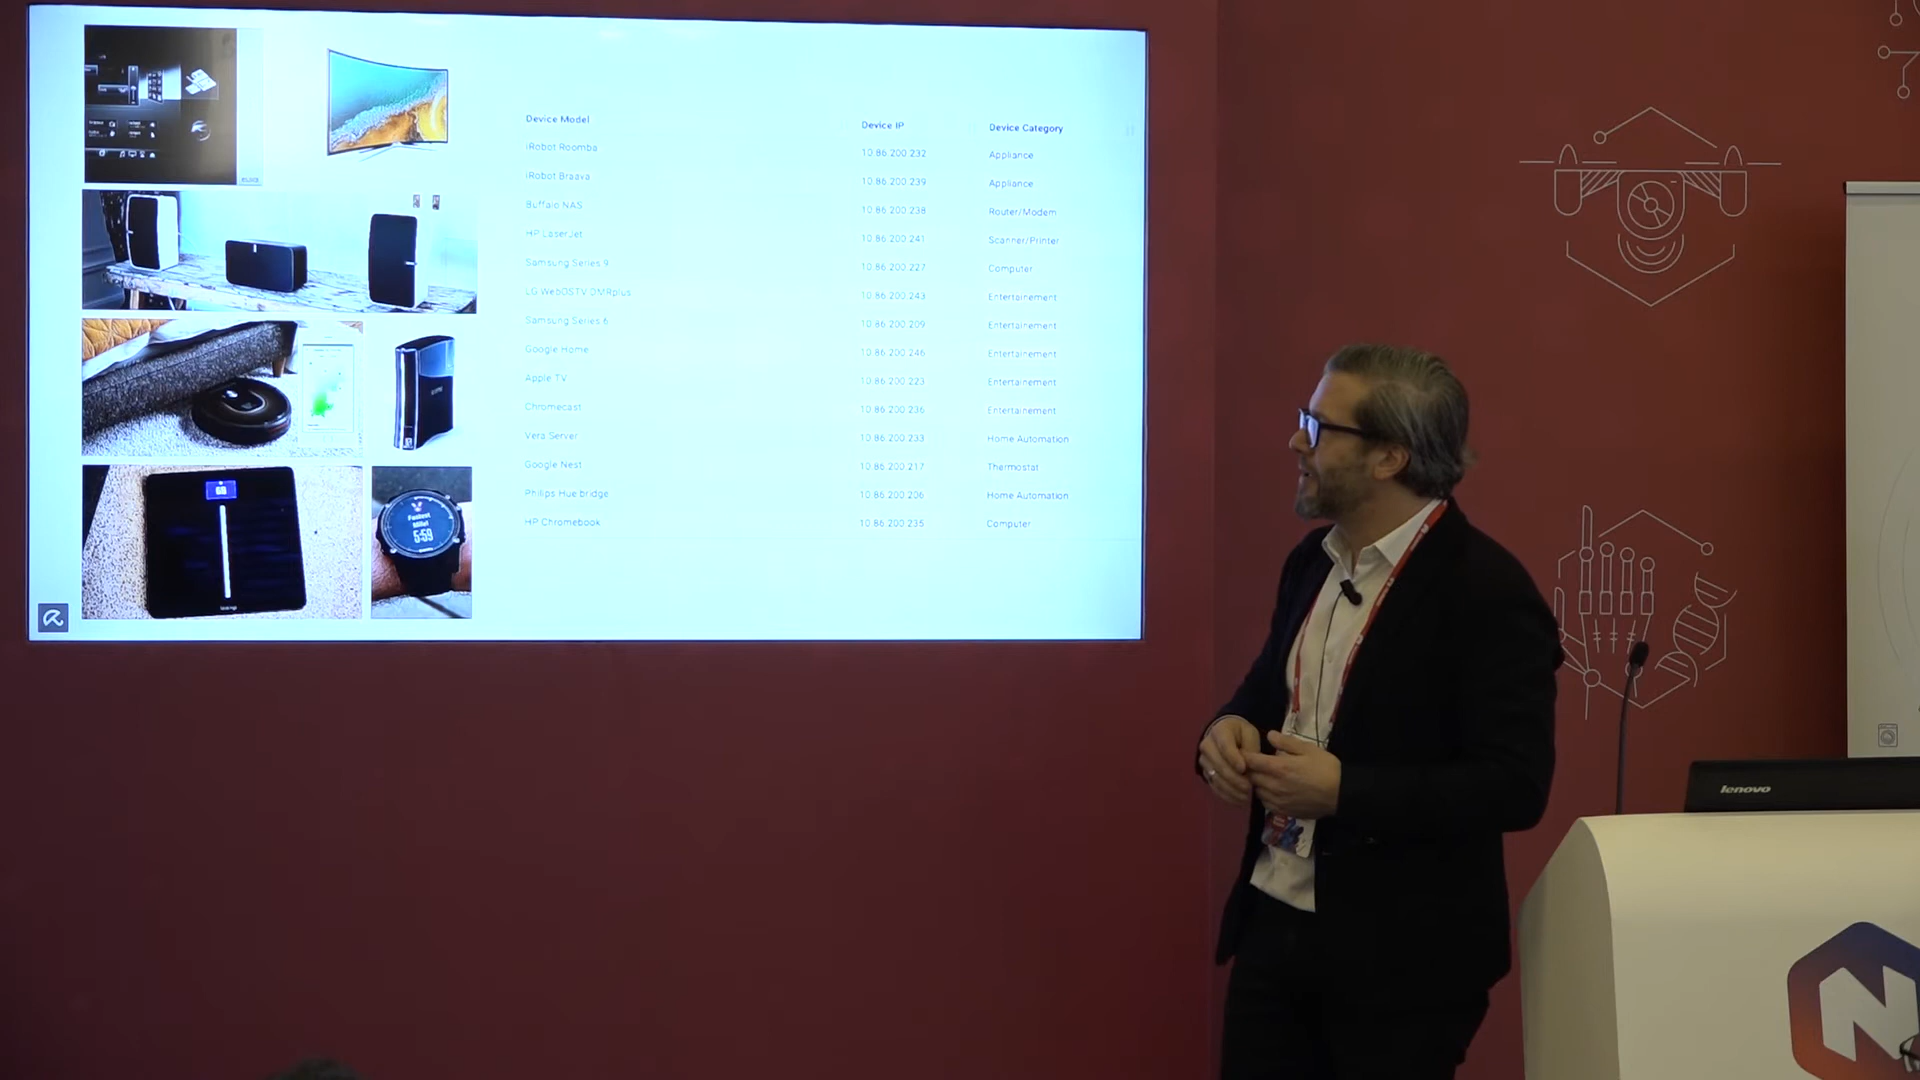 Device Model Device IP Device Category
iRobot Roomba 10.86.200.232 Appliance
iRobot Braava 10.86.200.239 Appliance
Buffalo NAS 10.86.200.238 Router/Modem
HP LaserJet 10.86.200.241 Scanner/Printer
Samsung Series 9 10.86.200.227 Computer
LG WebOSTV DMRplus 10.86.200.243 Entertainement
Samsung Series 6 10.86.200.209 Entertainement
Google Home 10.86.200.246 Entertainement
Apple TV 10.86.200.223 Entertainement
Chromecast 10.86.200.236 Entertainement
Vera Server 10.86.200.233 Home Automation
Google Nest 10.86.200.217 Thermostat
Philips Hue bridge 10.86.200.206 Home Automation
HP Chromebook 10.86.200.235 Computer
Fastest
Mile!
5:59
lenovo
N